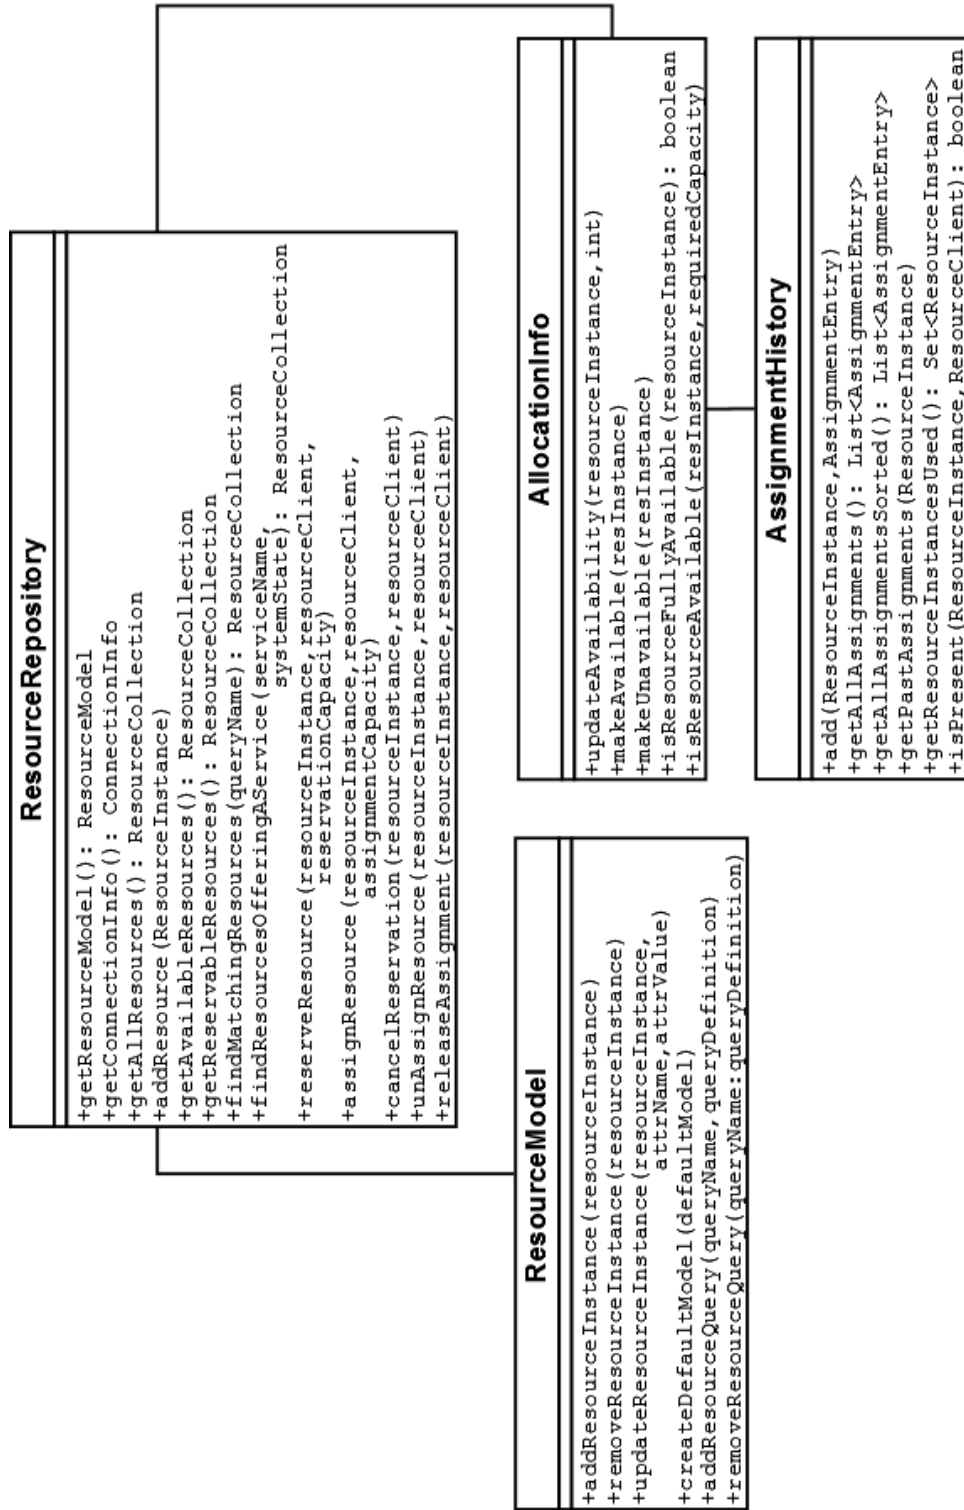 ResourceRepository
+getResourceModel(): ResourceModel
+getConnectionInfo(): ConnectionInfo
+getAllResources(): ResourceCollection
+addResource(ResourceInstance)
+getAvailableResources(): ResourceCollection
+getReservableResources(): ResourceCollection
+findMatchingResources(queryName): ResourceCollection
+findResourcesOfferingAService(serviceName,
systemState): ResourceCollection
+reserveResource(resourceInstance,resourceClient,
reservationCapacity)
+assignResource(resourceInstance,resourceClient,
assignmentCapacity)
+cancelReservation(resourceInstance,resourceClient)
+unAssignResource(resourceInstance,resourceClient)
+releaseAssignment(resourceInstance,resourceClient)
ResourceModel
+addResourceInstance(resourceInstance)
+removeResourceInstance(resourceInstance)
+updateResourceInstance(resourceInstance,
attrName,attrValue)
+createDefaultModel(defaultModel)
+addResourceQuery(queryName,queryDefinition)
+removeResourceQuery(queryName:queryDefinition)
AllocationInfo
+updateAvailability(resourceInstance,int)
+makeAvailable(resInstance)
+makeUnavailable(resInstance)
+isResourceFullyAvailable(resourceInstance): boolean
+isResourceAvailable(resInstance,requiredCapacity)
AssignmentHistory
+add(ResourceInstance,AssignmentEntry)
+getAllAssignments(): List<AssignmentEntry>
+getAllAssignmentsSorted(): List<AssignmentEntry>
+getPastAssignments(ResourceInstance)
+getResourceInstancesUsed(): Set<ResourceInstance>
+isPresent(ResourceInstance,ResourceClient): boolean